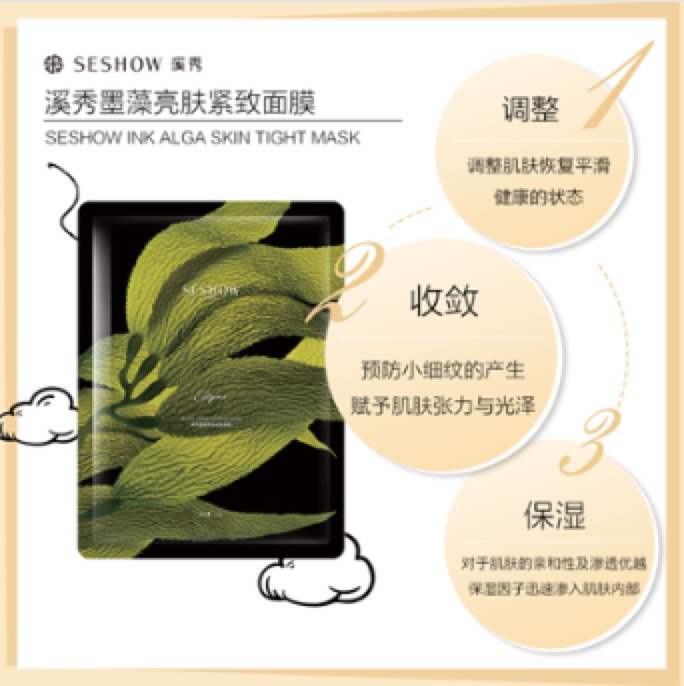 SESHOW 溪秀
溪秀墨藻亮肤紧致面膜
SESHOW INK ALGA SKIN TIGHT MASK
1
调整
调整肌肤恢复平滑
健康的状态
SESHOW
2
收敛
预防小细纹的产生
赋予肌肤张力与光泽
3
保湿
对于肌肤的亲和性及渗透优越
保湿因子迅速渗入肌肤内部